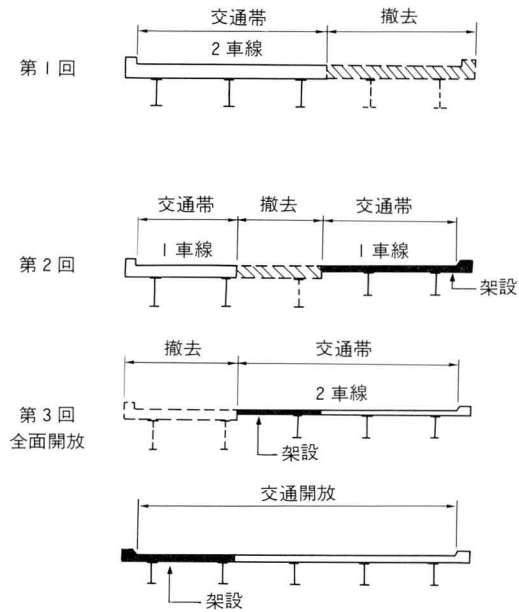 交通帯 撤去
2車線
第1回
交通帯 撤去 交通帯
1車線 1車線
第2回
架設
撤去 交通帯
2車線
第3回
全面開放
架設
交通開放
架設